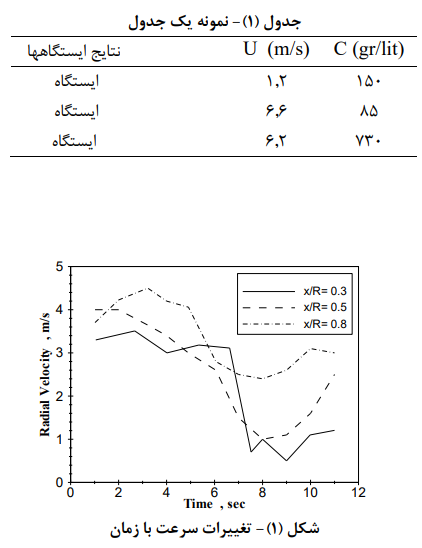 جدول (۱)- نمونه یک جدول
نتایج ایستگاهها U (m/s) C (gr/lit)
ایستگاه ۱٫۲ ۱۵۰
ایستگاه ۶٫۶ ۸۵
ایستگاه ۶٫۲ ۷۳۰
5
4
3
2
1
0
Radial Velocity , m/s
x/R= 0.3
x/R= 0.5
x/R= 0.8
0 2 4 6 8 10 12
Time , sec
شکل (۱)- تغییرات سرعت با زمان